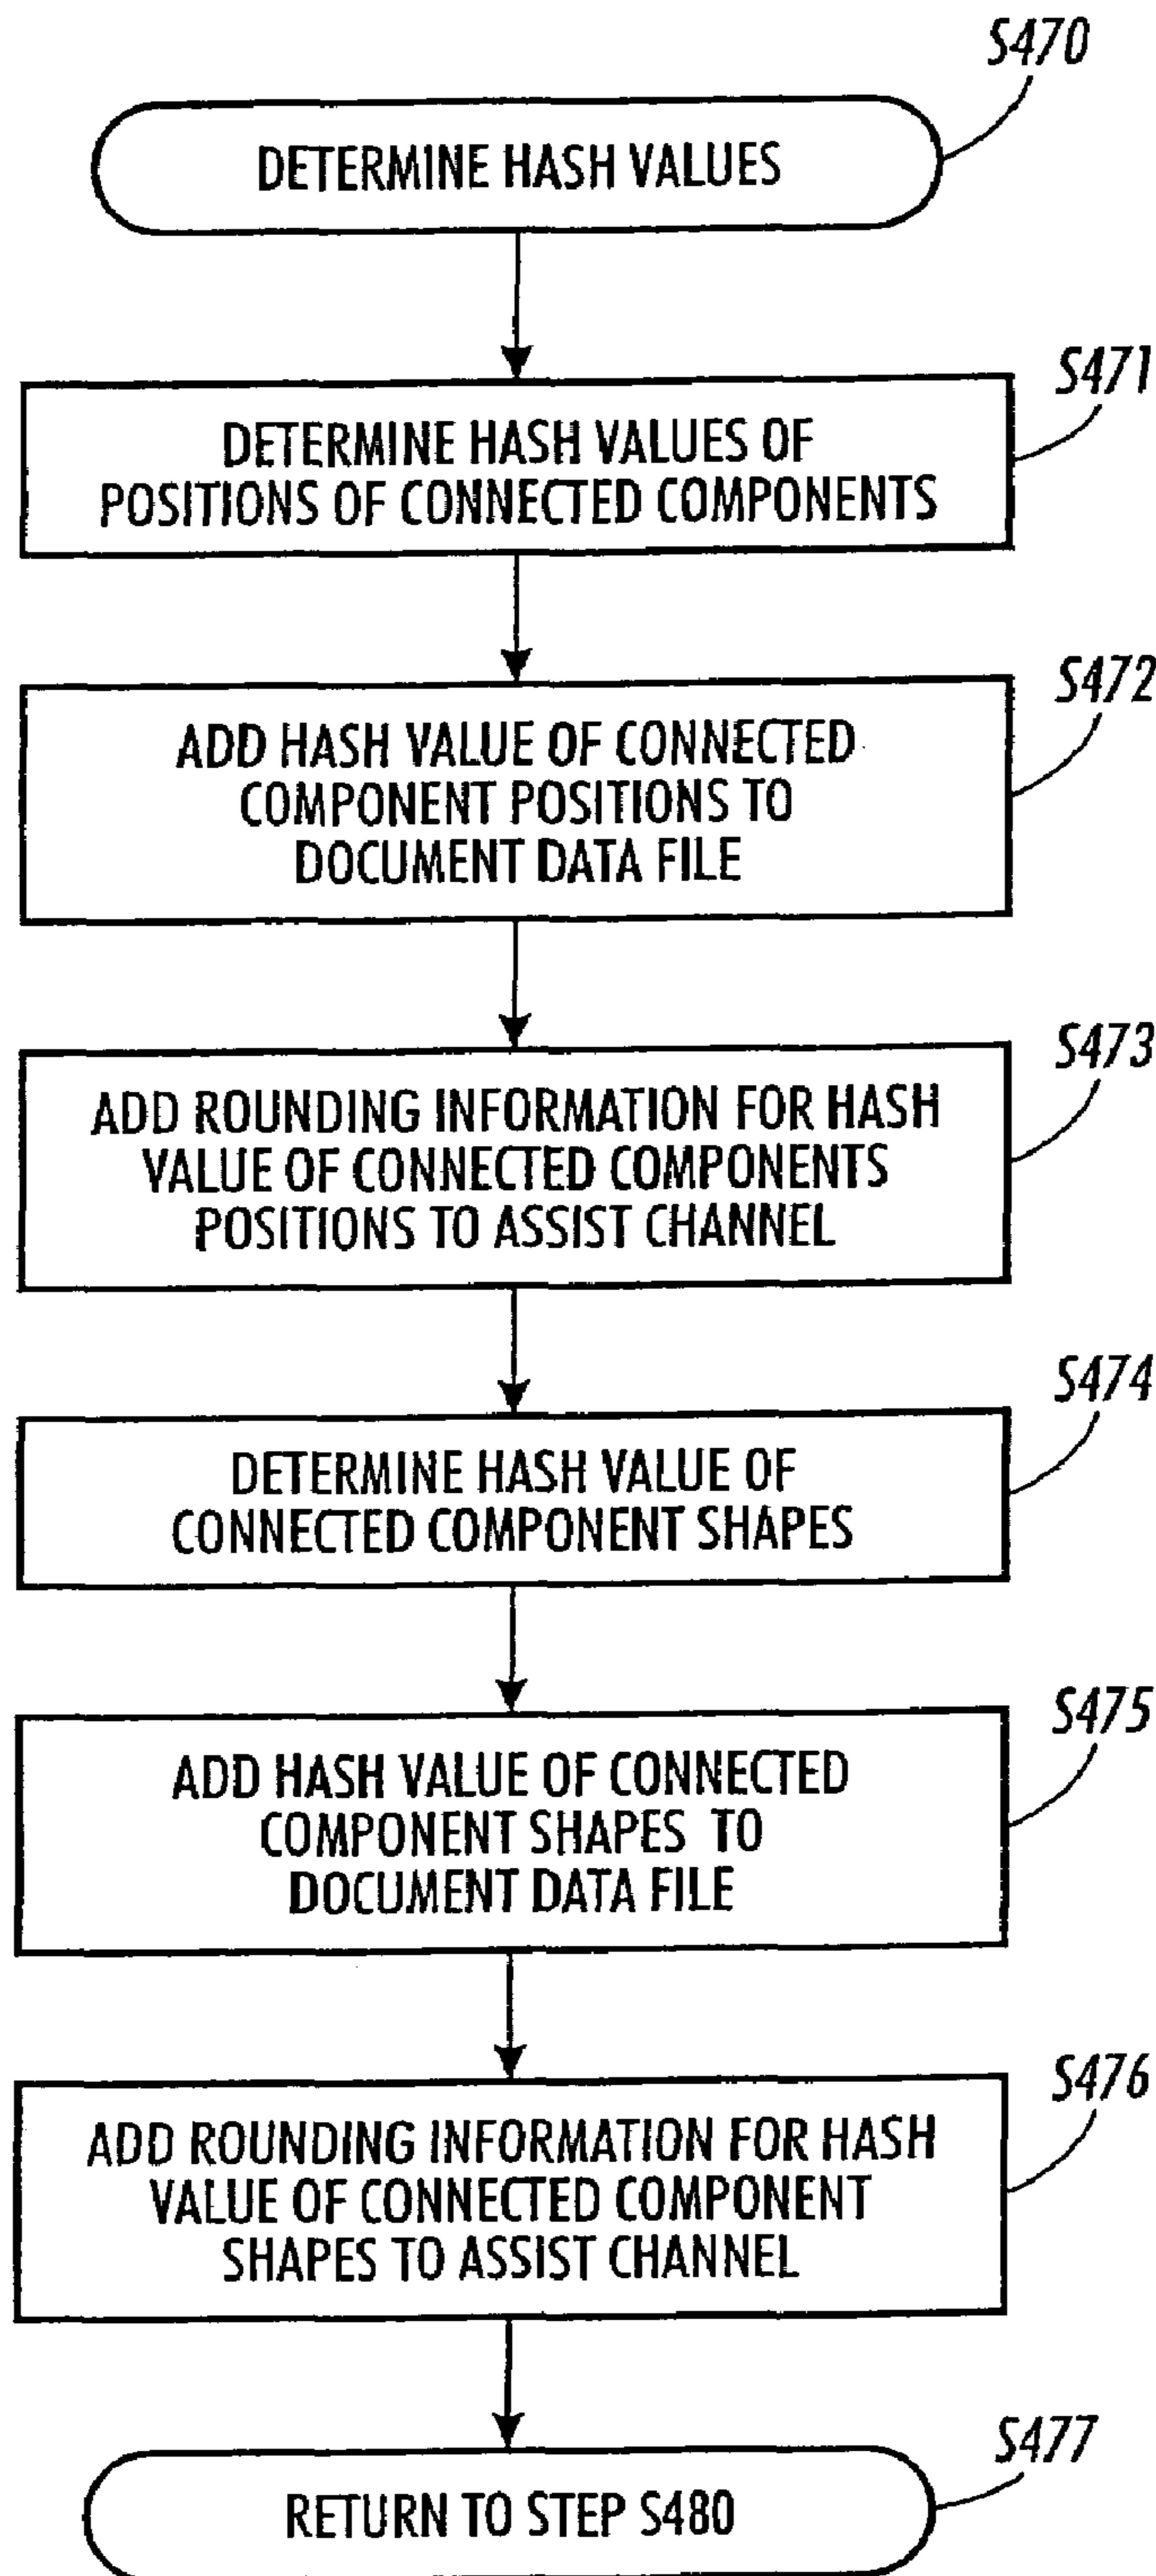 S470
DETERMINE HASH VALUES
S471
DETERMINE HASH VALUES OF
POSITIONS OF CONNECTED COMPONENTS
S472
ADD HASH VALUE OF CONNECTED
COMPONENT POSITIONS TO
DOCUMENT DATA FILE
S473
ADD ROUNDING INFORMATION FOR HASH
VALUE OF CONNECTED COMPONENTS
POSITIONS TO ASSIST CHANNEL
S474
DETERMINE HASH VALUE OF
CONNECTED COMPONENT SHAPES
S475
ADD HASH VALUE OF CONNECTED
COMPONENT SHAPES TO
DOCUMENT DATA FILE
S476
ADD ROUNDING INFORMATION FOR HASH
VALUE OF CONNECTED COMPONENT
SHAPES TO ASSIST CHANNEL
S477
RETURN TO STEP S480